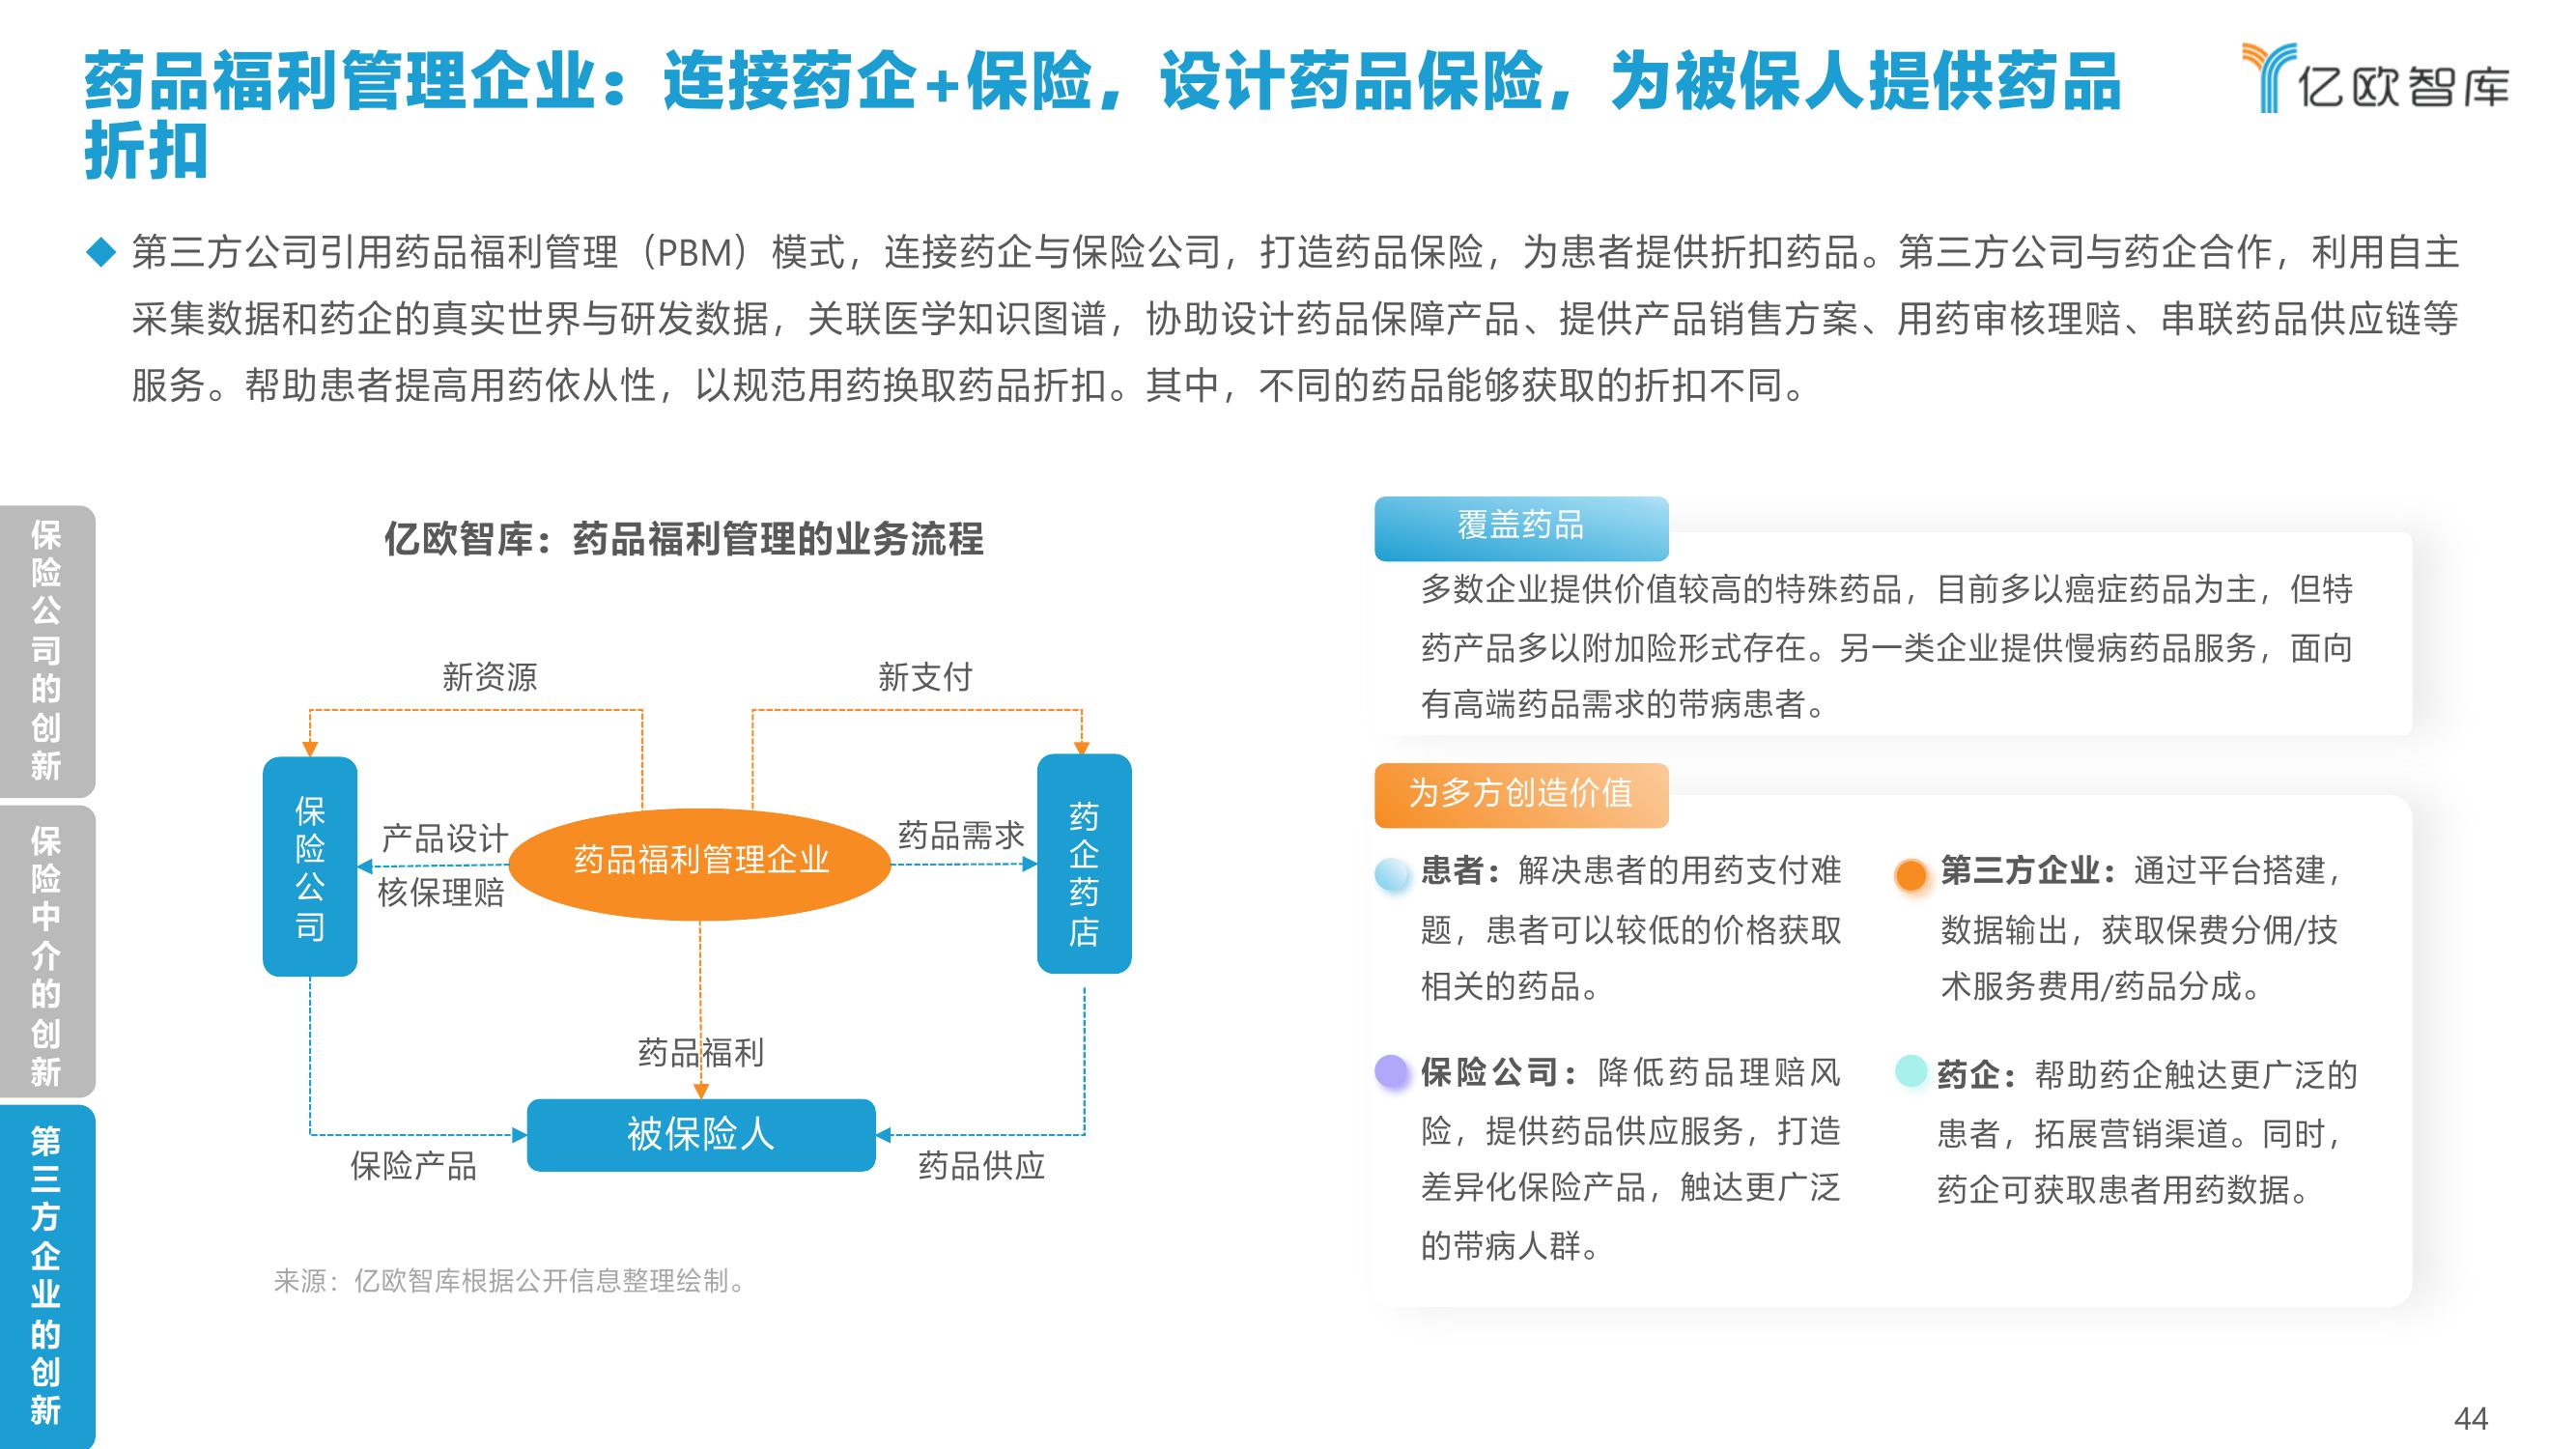 药品福利管理企业：连接药企+保险，设计药品保险，为被保人提供药品
折扣
亿欧智库
◆ 第三方公司引用药品福利管理（PBM）模式，连接药企与保险公司，打造药品保险，为患者提供折扣药品。第三方公司与药企合作，利用自主
采集数据和药企的真实世界与研发数据，关联医学知识图谱，协助设计药品保障产品、提供产品销售方案、用药审核理赔、串联药品供应链等
服务。帮助患者提高用药依从性，以规范用药换取药品折扣。其中，不同的药品能够获取的折扣不同。
保险公司的创新
保险中介的创新
第三方企业的创新
亿欧智库：药品福利管理的业务流程
新资源
新支付
保险公司
产品设计
核保理赔
药品福利管理企业
药品需求
药企药店
药品福利
被保险人
保险产品
药品供应
来源：亿欧智库根据公开信息整理绘制。
覆盖药品
多数企业提供价值较高的特殊药品，目前多以癌症药品为主，但特
药产品多以附加险形式存在。另一类企业提供慢病药品服务，面向
有高端药品需求的带病患者。
为多方创造价值
患者：解决患者的用药支付难
题，患者可以较低的价格获取
相关的药品。
第三方企业：通过平台搭建，
数据输出，获取保费分佣/技
术服务费用/药品分成。
保险公司：降低药品理赔风
险，提供药品供应服务，打造
差异化保险产品，触达更广泛
的带病人群。
药企：帮助药企触达更广泛的
患者，拓展营销渠道。同时，
药企可获取患者用药数据。
44